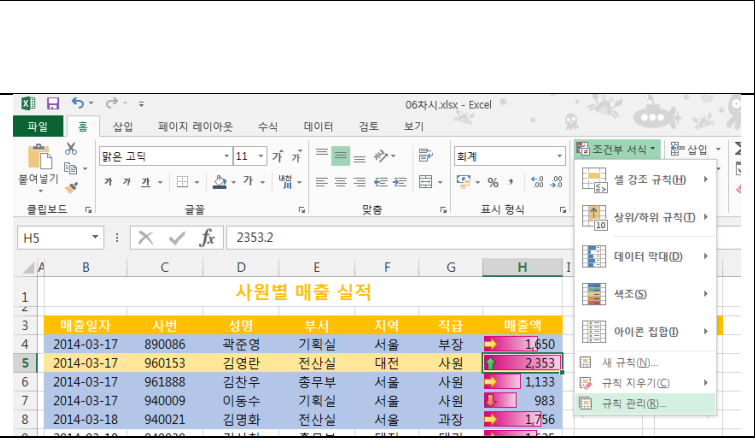 06차시.xlsx - Excel
파일 홈 삽입 페이지 레이아웃 수식 데이터 검토 보기
맑은 고딕 11 가 가 회계 조건부 서식 삽입
붙여넣기 가 가 가 가 내천 % ,
클립보드 글꼴 맞춤 표시 형식
셀 강조 규칙(H)
상위/하위 규칙(T)
데이터 막대(D)
색조(S)
아이콘 집합(I)
새 규칙(N)...
규칙 지우기(C)
규칙 관리(R)...
H5 fx 2353.2
A B C D E F G H I
1 사원별 매출 실적
2
3 매출일자 사번 성명 부서 지역 직급 매출액
4 2014-03-17 890086 곽준영 기획실 서울 부장 1,650
5 2014-03-17 960153 김영란 전산실 대전 사원 2,353
6 2014-03-17 961888 김찬우 총무부 서울 사원 1,133
7 2014-03-17 940009 이동수 기획실 서울 사원 983
8 2014-03-18 940021 김명화 전산실 서울 과장 1,756